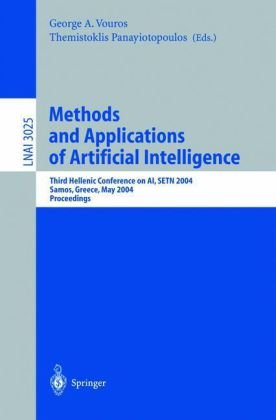 George A. Vouros
Themistoklis Panayiotopoulos (Eds.)
LNAI 3025
Methods
and Applications
of Artificial Intelligence
Third Hellenic Conference on AI, SETN 2004
Samos, Greece, May 2004
Proceedings
Springer